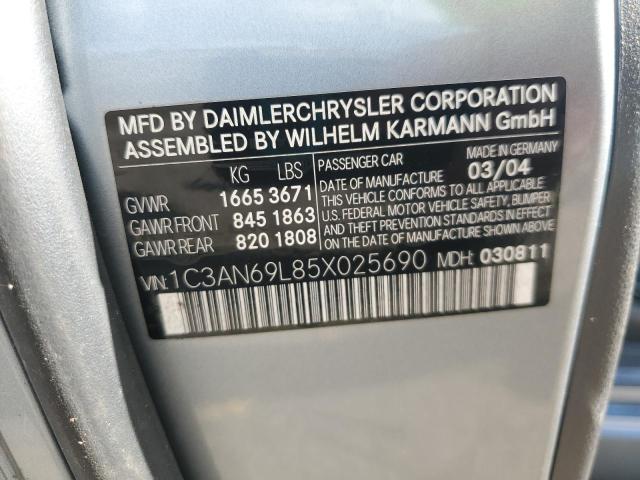 MFD BY DAIMLERCHRYSLER CORPORATION
ASSEMBLED BY WILHELM KARMANN GmbH
KG LBS PASSENGER CAR MADE IN GERMANY
GVWR 1665 3671 DATE OF MANUFACTURE 03/04
GAWR FRONT 845 1863 THIS VEHICLE CONFORMS TO ALL APPLICABLE
U.S. FEDERAL MOTOR VEHICLE SAFETY, BUMPER
GAWR REAR 820 1808 AND THEFT PREVENTION STANDARDS IN EFFECT
ON THE DATE OF MANUFACTURE SHOWN ABOVE.
VIN: 1C3AN69L85X025690 MDH: 030811